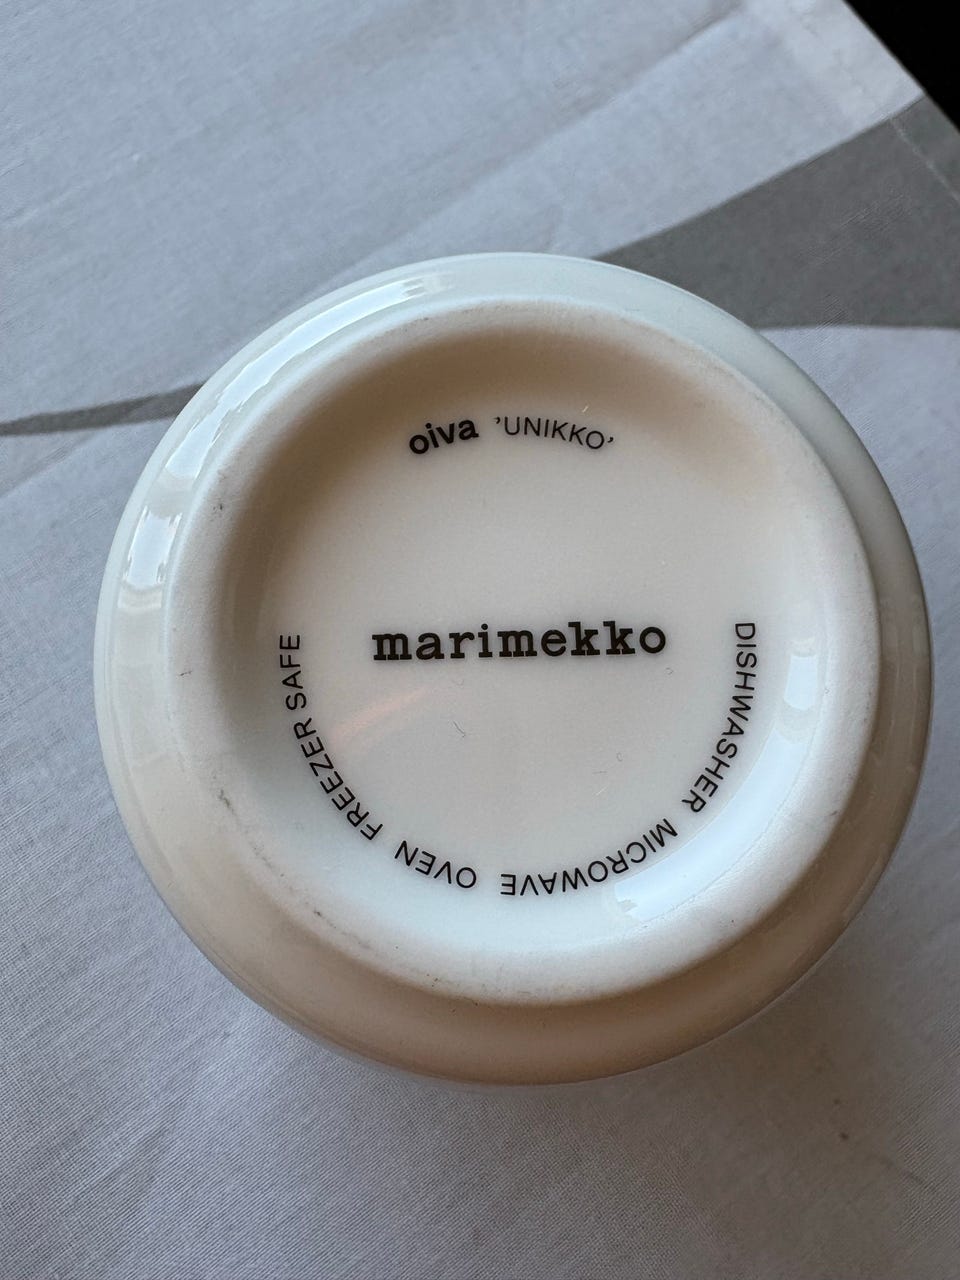 oiva ’UNIKKO’
marimekko
DISHWASHER MICROWAVE OVEN FREEZER SAFE